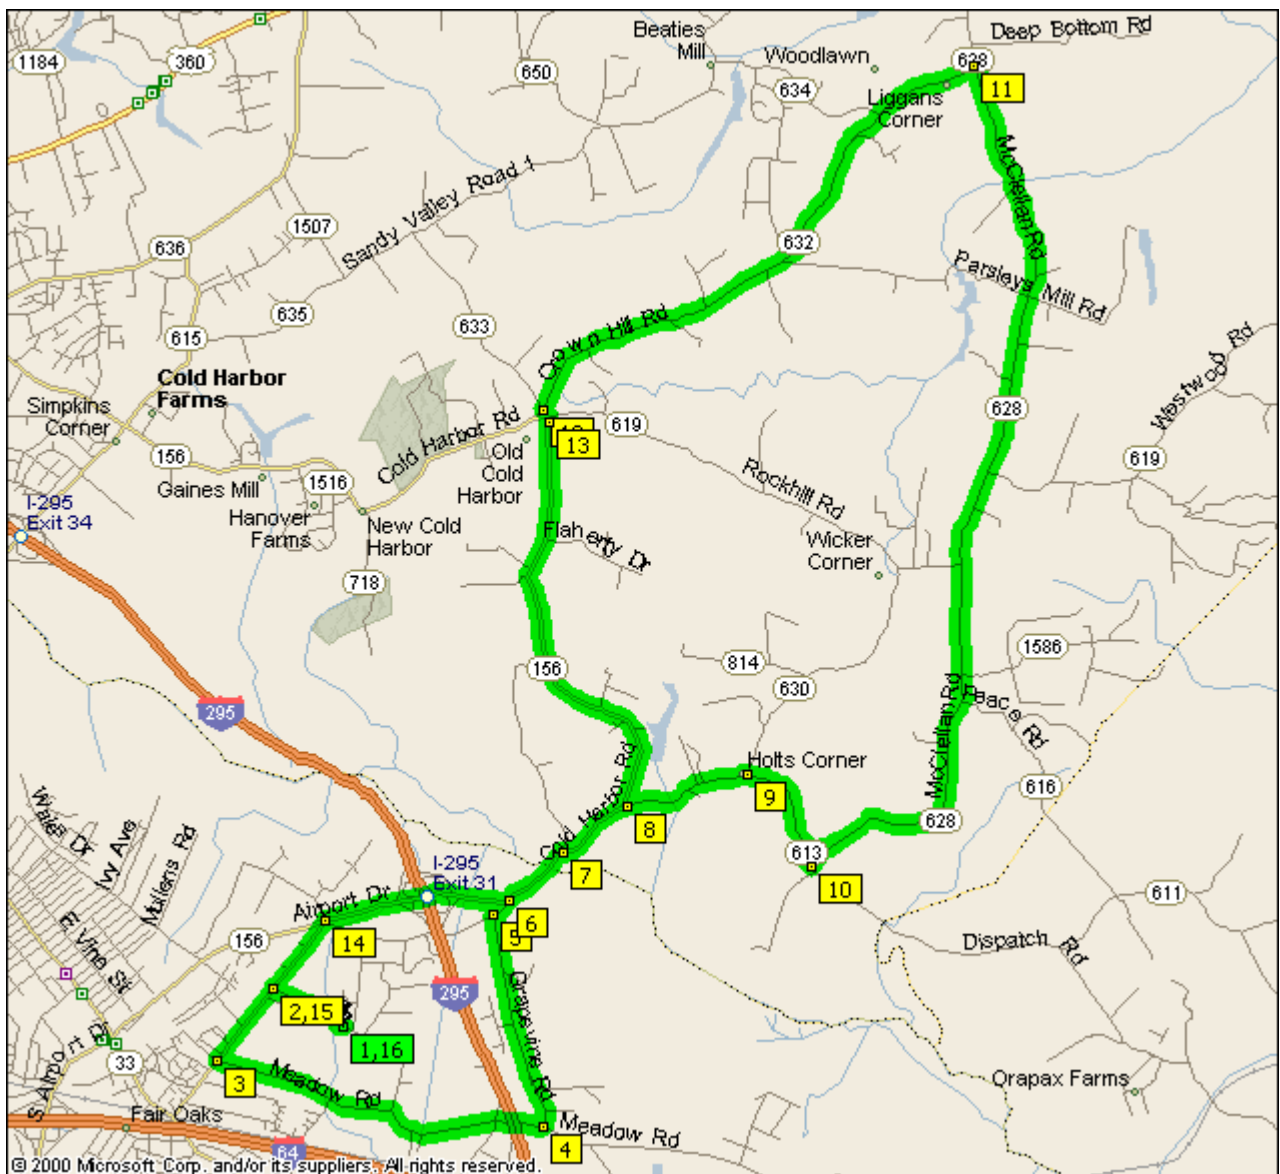 Deep Bottom Rd
Beaties
Mill
Woodlawn
1184
360
650
628
634
11
Liggans
Corner
McClellan Rd
Sandy Valley Road 1
1507
636
632
Parsleys Mill Rd
635
633
615
Crown Hill Rd
Westwood Rd
Cold Harbor
Farms
Simpkins
Corner
628
Cold Harbor Rd
619
13
156
Old
Cold
Harbor
619
Rockhill Rd
Gaines Mill
1516
I-295
Exit 34
Hanover
Farms
New Cold
Harbor
Flaherty Dr
Wicker
Corner
718
156
814
1586
630
McClellan Rd
Peace Rd
295
Holts Corner
Cold Harbor Rd
616
9
628
8
613
Ivy Ave
Mullens Rd
I-295
Exit 31
7
10
Airport Dr
611
6
5
E Vine St
156
14
Dispatch Rd
Grapevine Rd
295
2,15
1,16
S Airport Dr
33
3
Meadow Rd
Orapax Farms
Fair Oaks
4
Meadow Rd
64
© 2000 Microsoft Corp. and/or its suppliers. All rights reserved.